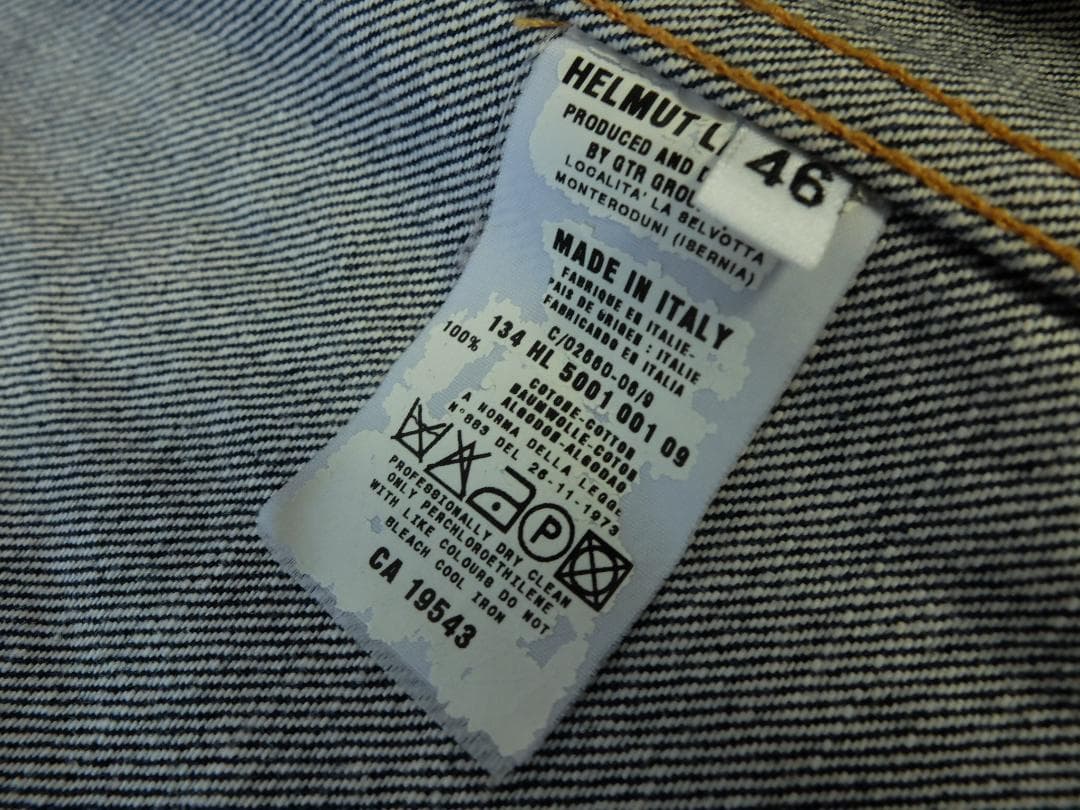 HELMUT L
46
PRODUCED AND
BY GTR GROU
LOCALITA' LA SELVOTTA
MONTERODUNI (ISERNIA)
MADE IN ITALY
FABRIQUE EN ITALIE-
PAIS DE ORIGEN : ITALIE
FABRICADO EN ITALIA
C/02660-06/9
134 HL 5001 001 09
100%
COTONE-COTTON
BAUMWOLLE-COTON
ALGODON-ALGODAO
A NORMA DELLA LEGGE
N°883 DEL 26-11-1973
P
PROFESSIONALLY DRY CLEAN
ONLY PERCHLOROETHILENE
WITH LIKE COLOURS DO NOT
BLEACH COOL IRON
CA 19543